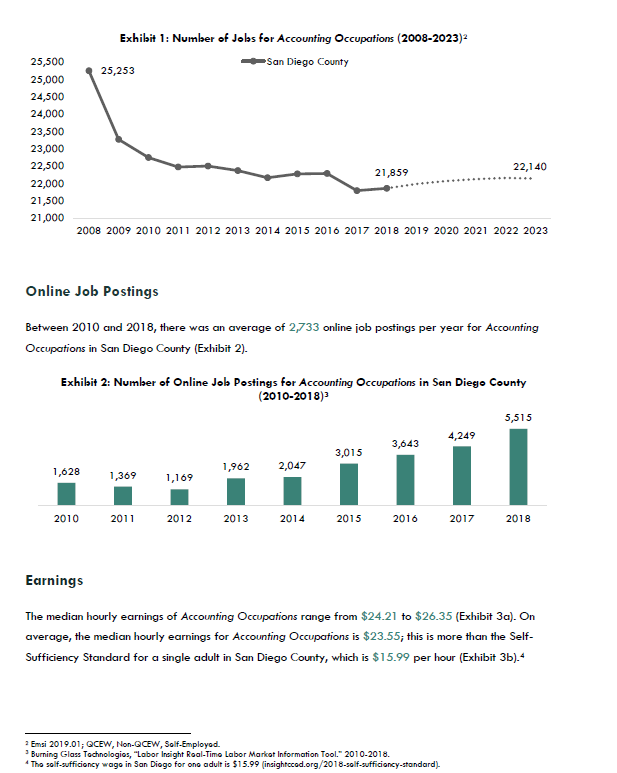 Exhibit 1: Number of Jobs for Accounting Occupations (2008-2023)²
San Diego County
25,500
25,000
24,500
24,000
23,500
23,000
22,500
22,000
21,500
21,000
25,253
21,859
22,140
2008 2009 2010 2011 2012 2013 2014 2015 2016 2017 2018 2019 2020 2021 2022 2023
Online Job Postings
Between 2010 and 2018, there was an average of 2,733 online job postings per year for Accounting
Occupations in San Diego County (Exhibit 2).
Exhibit 2: Number of Online Job Postings for Accounting Occupations in San Diego County
(2010-2018)³
1,628
1,369
1,169
1,962
2,047
3,015
3,643
4,249
5,515
2010 2011 2012 2013 2014 2015 2016 2017 2018
Earnings
The median hourly earnings of Accounting Occupations range from $24.21 to $26.35 (Exhibit 3a). On
average, the median hourly earnings for Accounting Occupations is $23.55; this is more than the Self-
Sufficiency Standard for a single adult in San Diego County, which is $15.99 per hour (Exhibit 3b).⁴
² Emsi 2019.01; QCEW, Non-QCEW, Self-Employed.
³ Burning Glass Technologies, "Labor Insight Real-Time Labor Market Information Tool." 2010-2018.
⁴ The self-sufficiency wage in San Diego for one adult is $15.99 (insightcced.org/2018-self-sufficiency-standard).